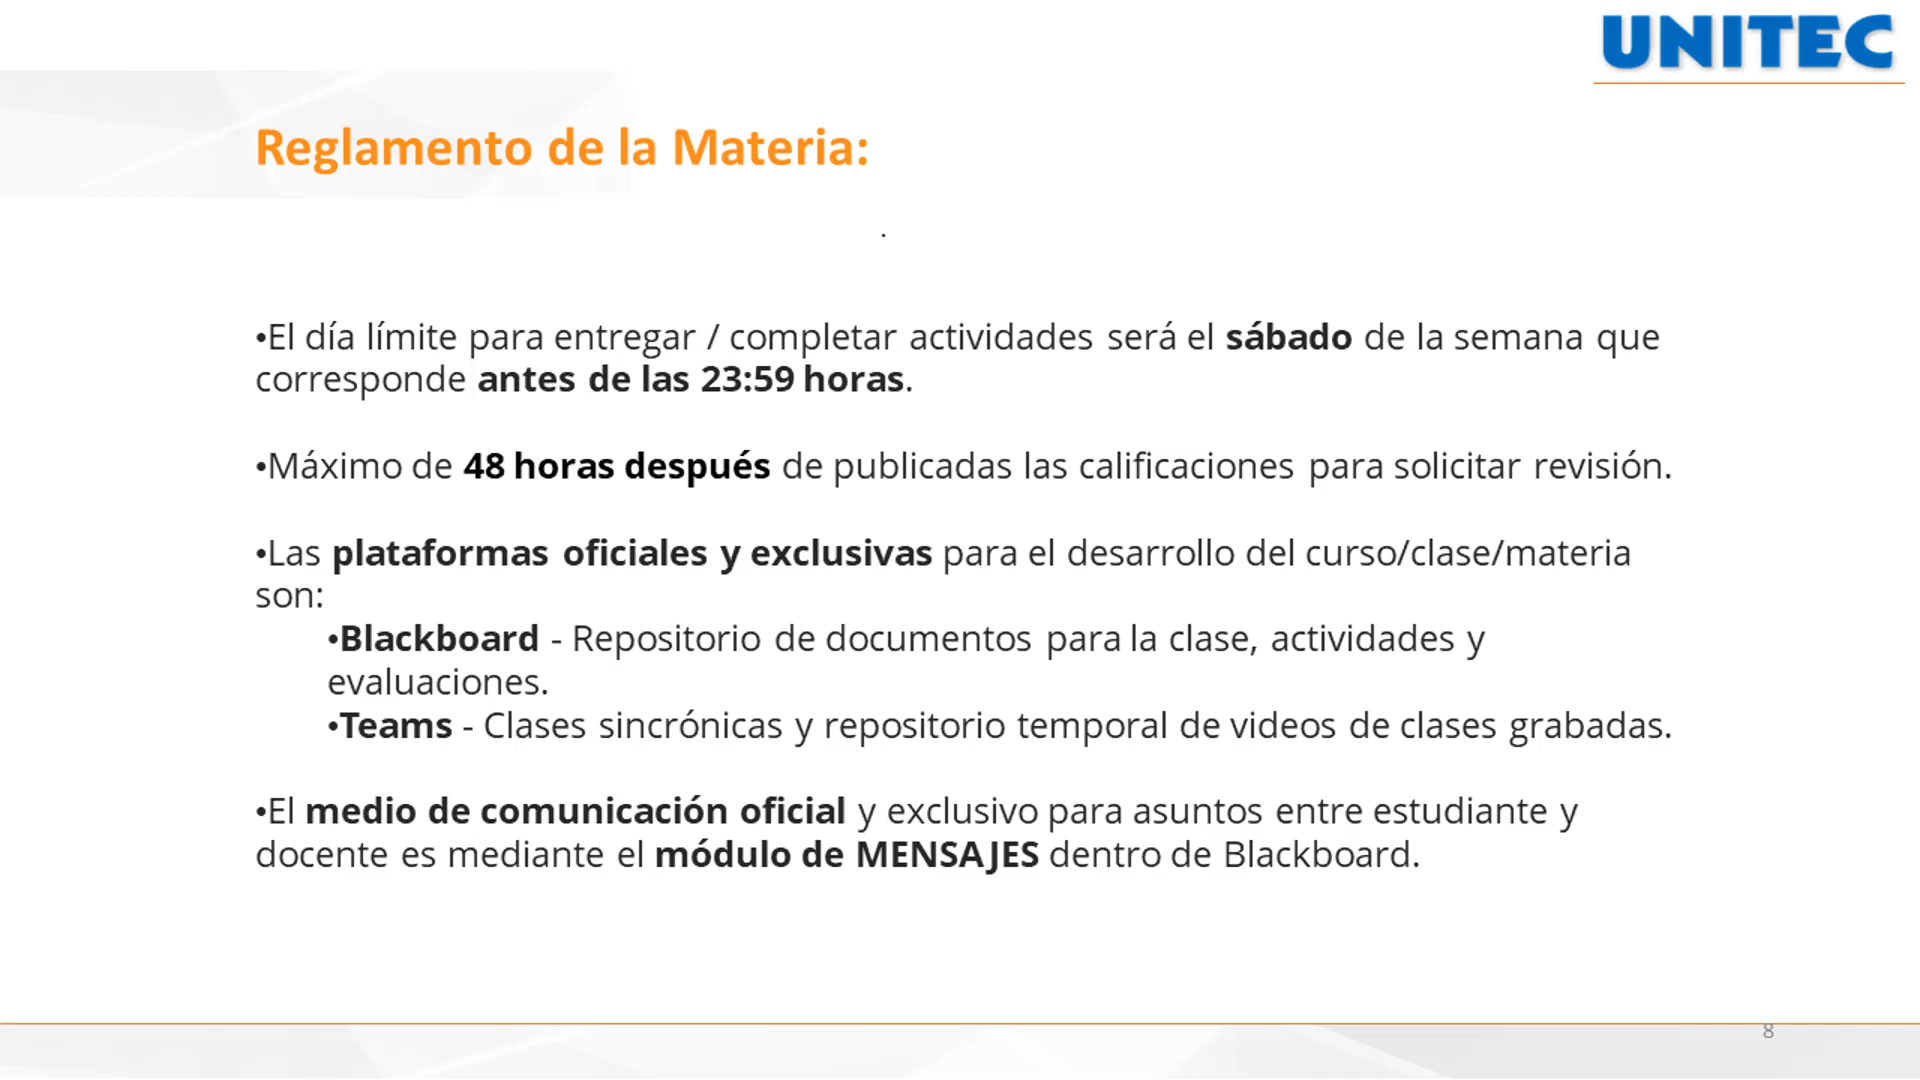 UNITEC
Reglamento de la Materia:
.
•El día límite para entregar / completar actividades será el sábado de la semana que
corresponde antes de las 23:59 horas.
•Máximo de 48 horas después de publicadas las calificaciones para solicitar revisión.
•Las plataformas oficiales y exclusivas para el desarrollo del curso/clase/materia
son:
•Blackboard - Repositorio de documentos para la clase, actividades y
evaluaciones.
•Teams - Clases sincrónicas y repositorio temporal de videos de clases grabadas.
•El medio de comunicación oficial y exclusivo para asuntos entre estudiante y
docente es mediante el módulo de MENSAJES dentro de Blackboard.
8